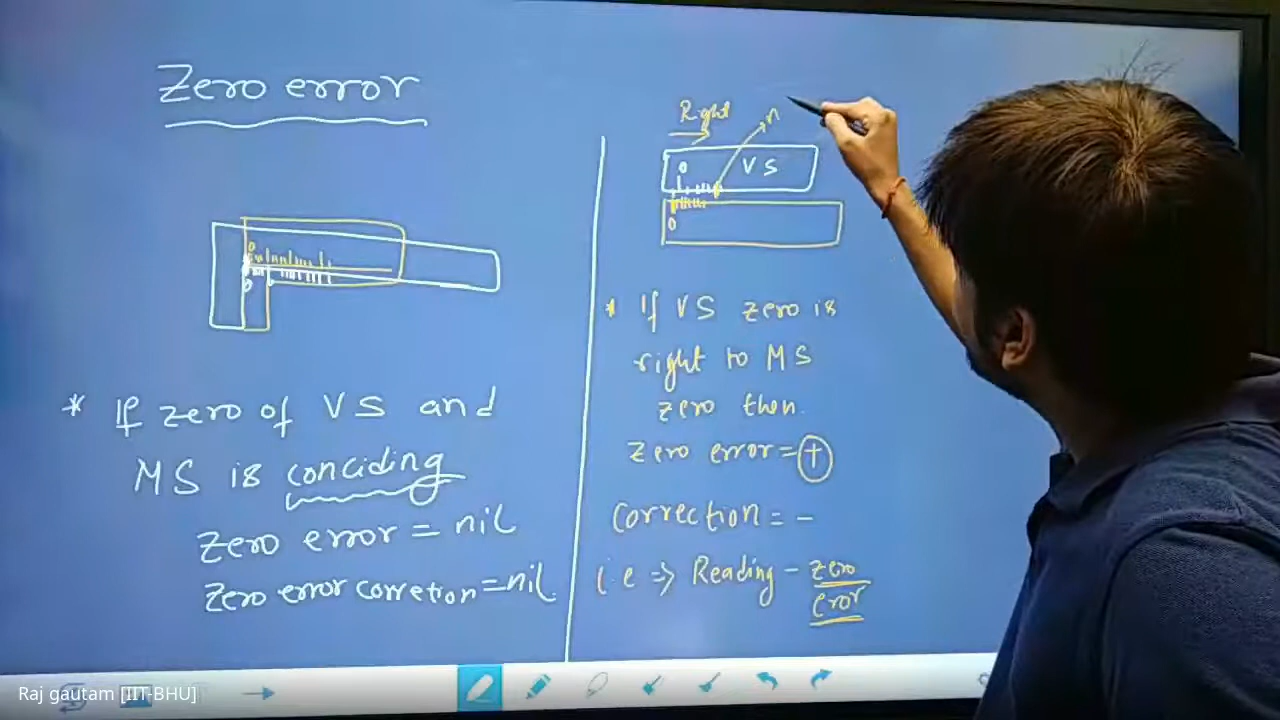 Zero error
0
0
* If zero of VS and
MS is conciding
Zero error = nil
Zero error corretion = nil.
Right
n
0 VS
0
* If VS zero is
right to MS
zero then.
zero error = +
Correction = -
i.e ⇒ Reading - zero
error
Raj gautam [IIT-BHU]